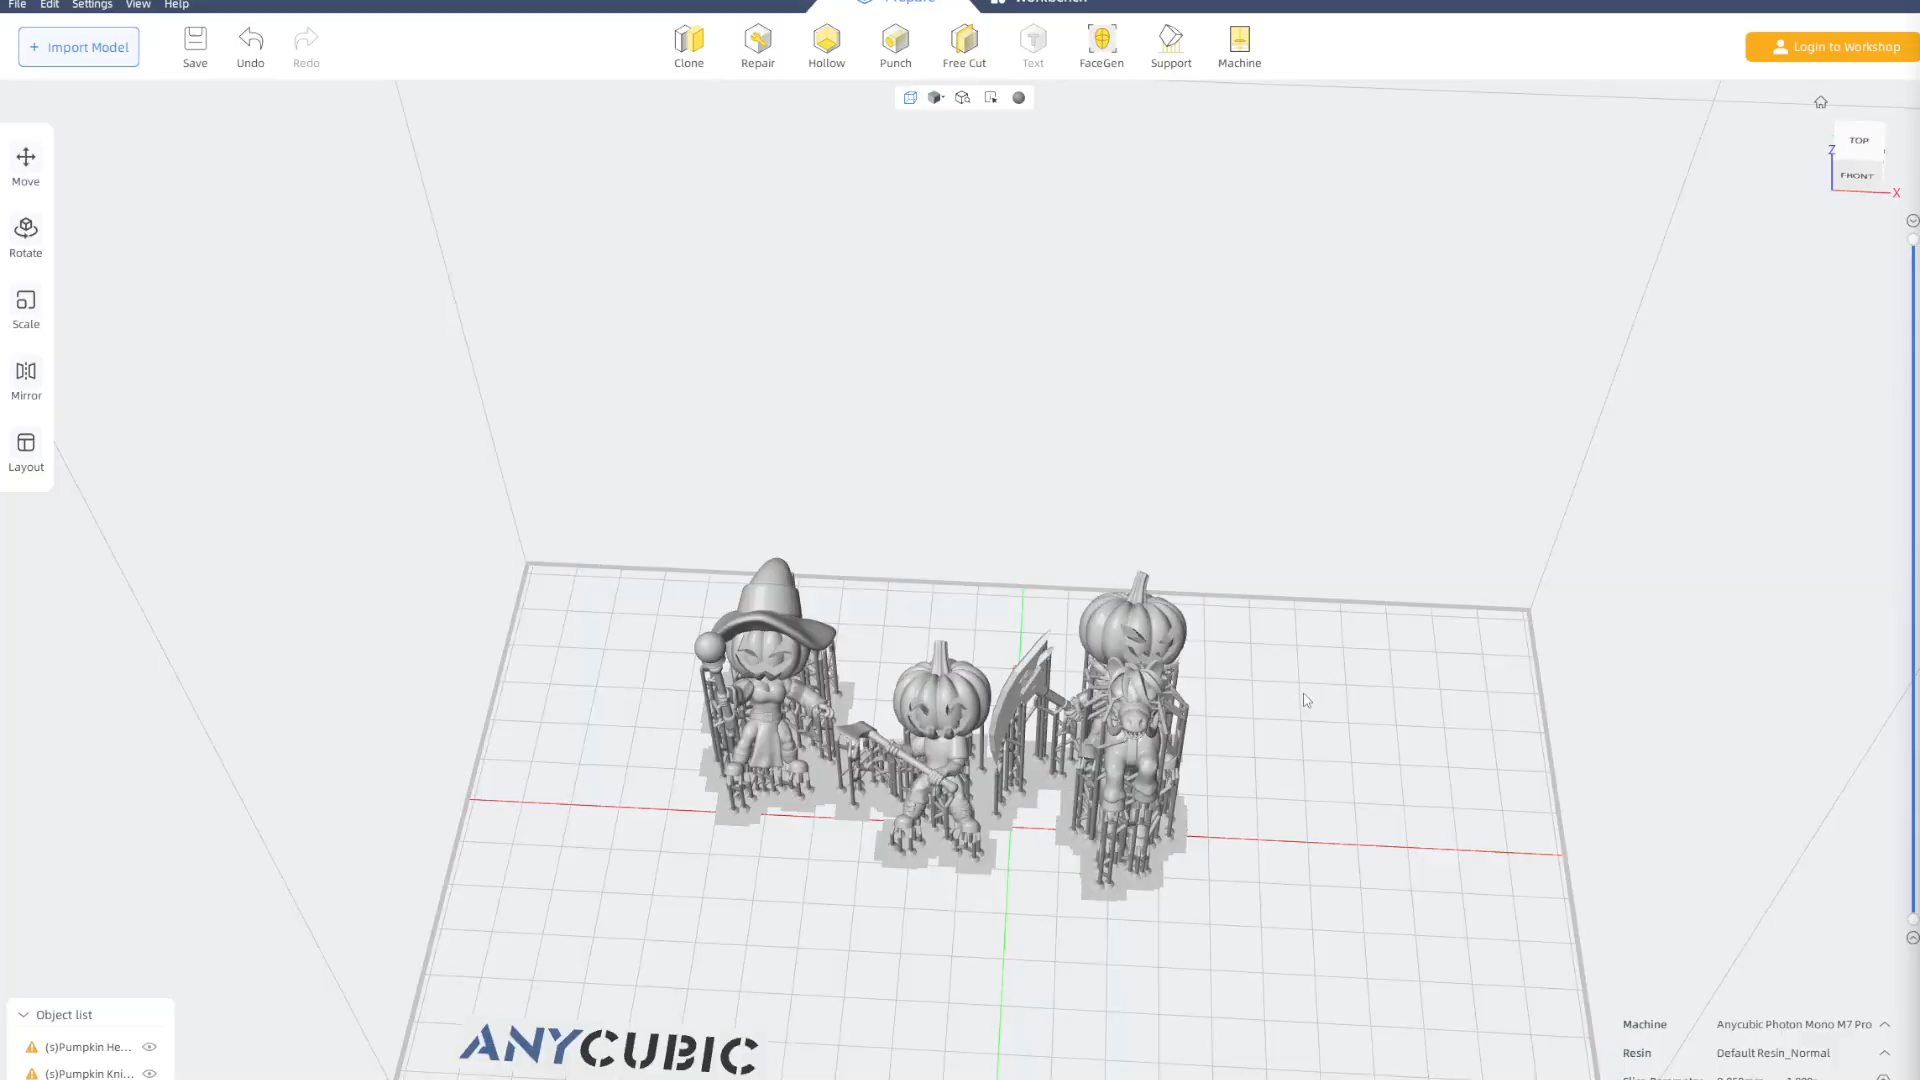 File Edit Settings View Help
Prepare Workbench
+ Import Model
Save Undo Redo
Clone Repair Hollow Punch Free Cut Text FaceGen Support Machine
Login to Workshop
TOP
Z
FRONT
X
Move
Rotate
Scale
Mirror
Layout
Object list
(s)Pumpkin He...
(s)Pumpkin Kni...
ANYCUBIC
Machine Anycubic Photon Mono M7 Pro
Resin Default Resin_Normal